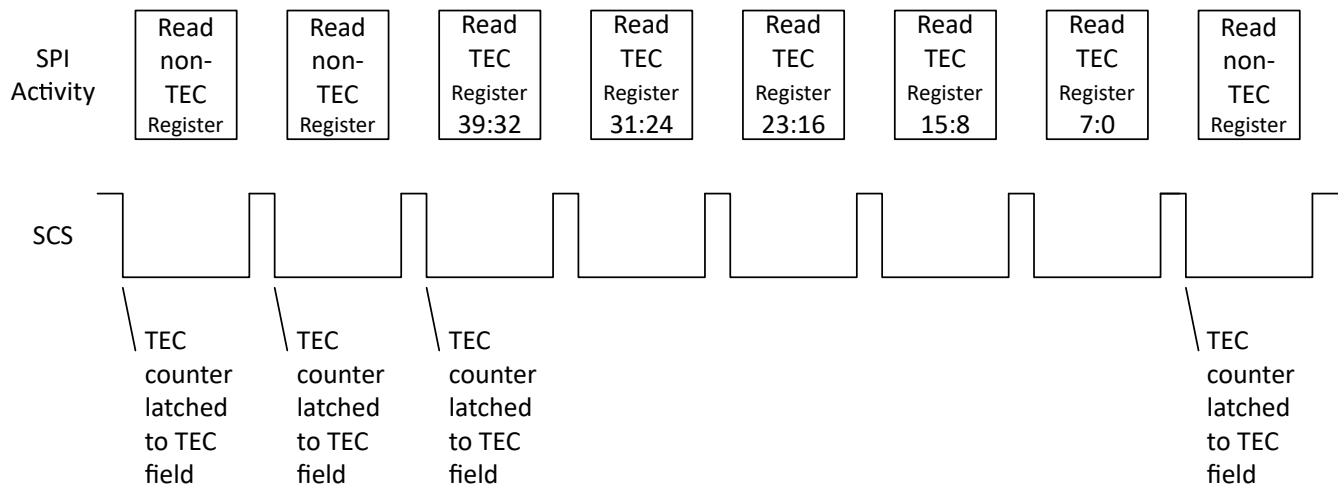 SPI
Activity
Read
non-
TEC
Register
Read
non-
TEC
Register
Read
TEC
Register
39:32
Read
TEC
Register
31:24
Read
TEC
Register
23:16
Read
TEC
Register
15:8
Read
TEC
Register
7:0
Read
non-
TEC
Register
SCS
TEC
counter
latched
to TEC
field
TEC
counter
latched
to TEC
field
TEC
counter
latched
to TEC
field
TEC
counter
latched
to TEC
field